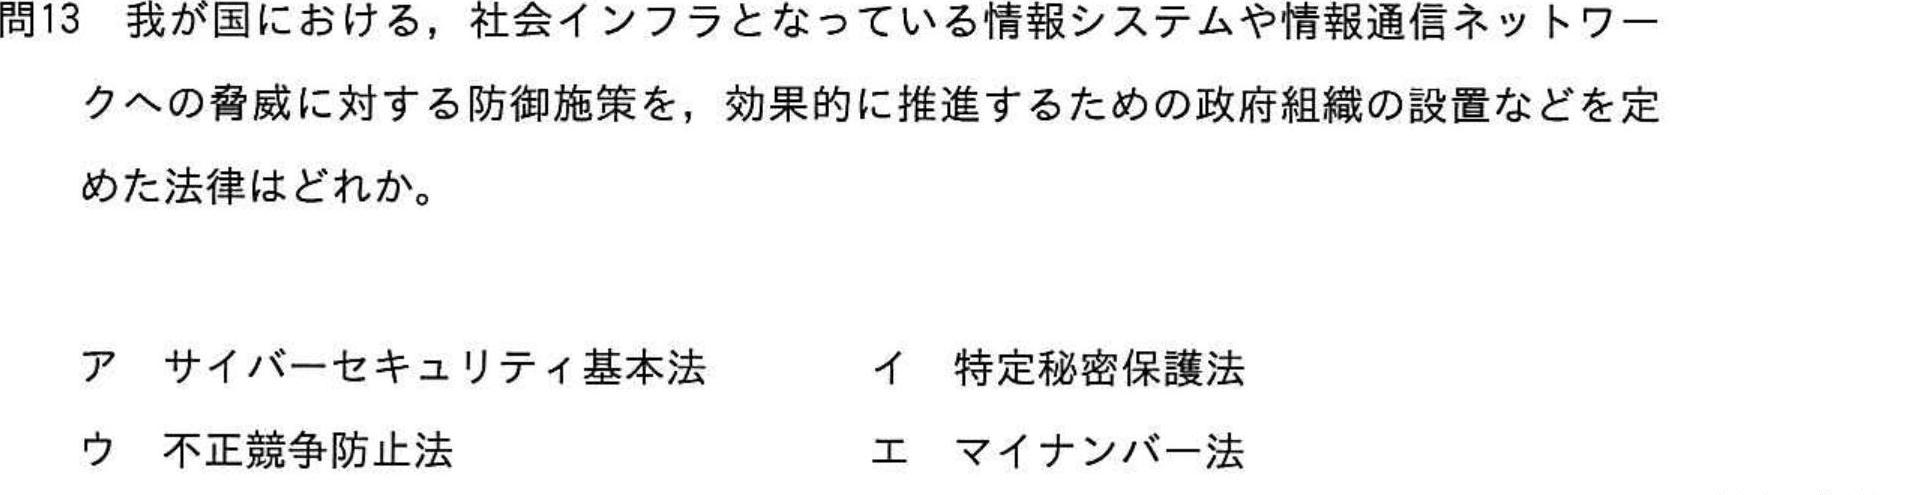 問13 我が国における，社会インフラとなっている情報システムや情報通信ネットワー
クへの脅威に対する防御施策を，効果的に推進するための政府組織の設置などを定
めた法律はどれか。
ア サイバーセキュリティ基本法 イ 特定秘密保護法
ウ 不正競争防止法 エ マイナンバー法